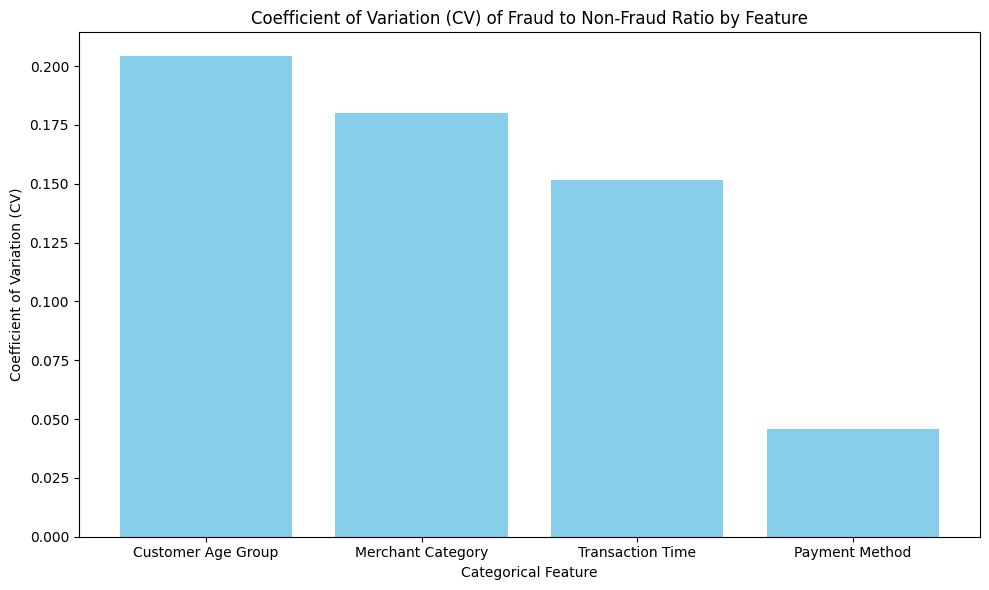 Coefficient of Variation (CV) of Fraud to Non-Fraud Ratio by Feature
Coefficient of Variation (CV)
0.200
0.175
0.150
0.125
0.100
0.075
0.050
0.025
0.000
Customer Age Group
Merchant Category
Transaction Time
Payment Method
Categorical Feature